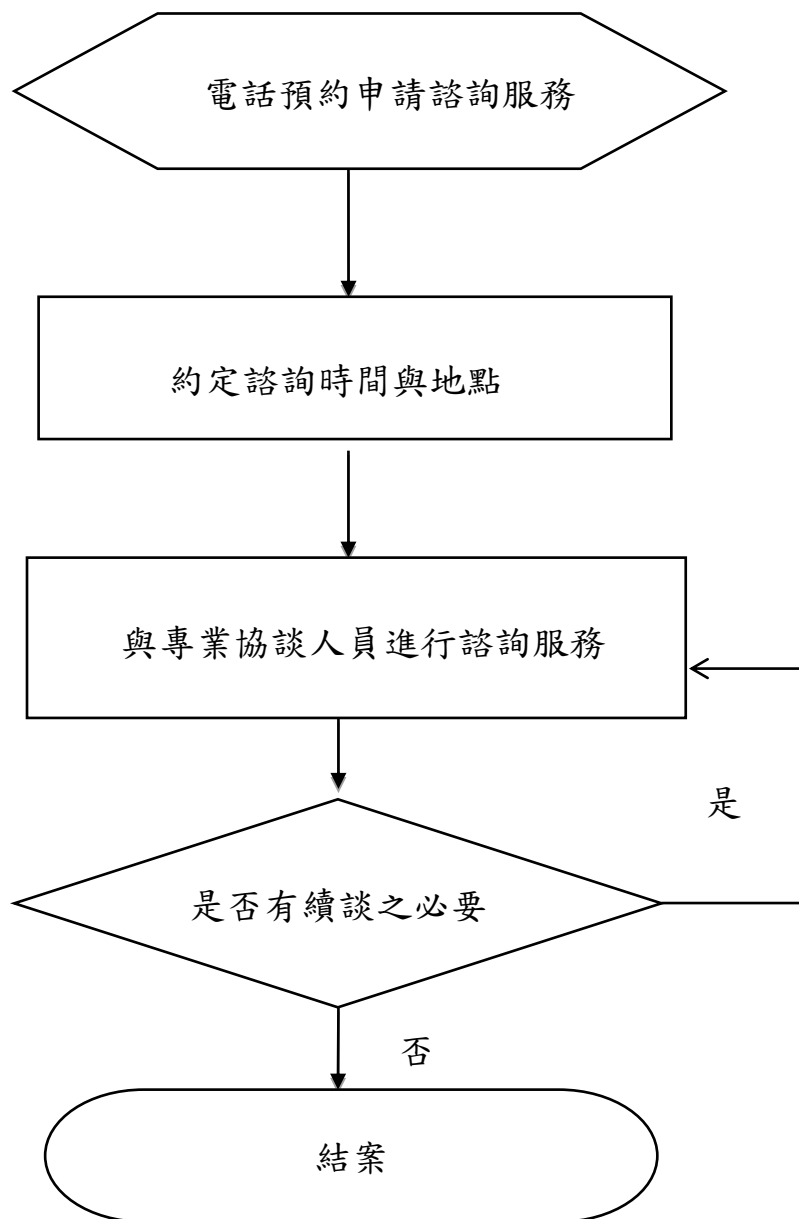 電話預約申請諮詢服務
約定諮詢時間與地點
與專業協談人員進行諮詢服務
是
是否有續談之必要
否
結案